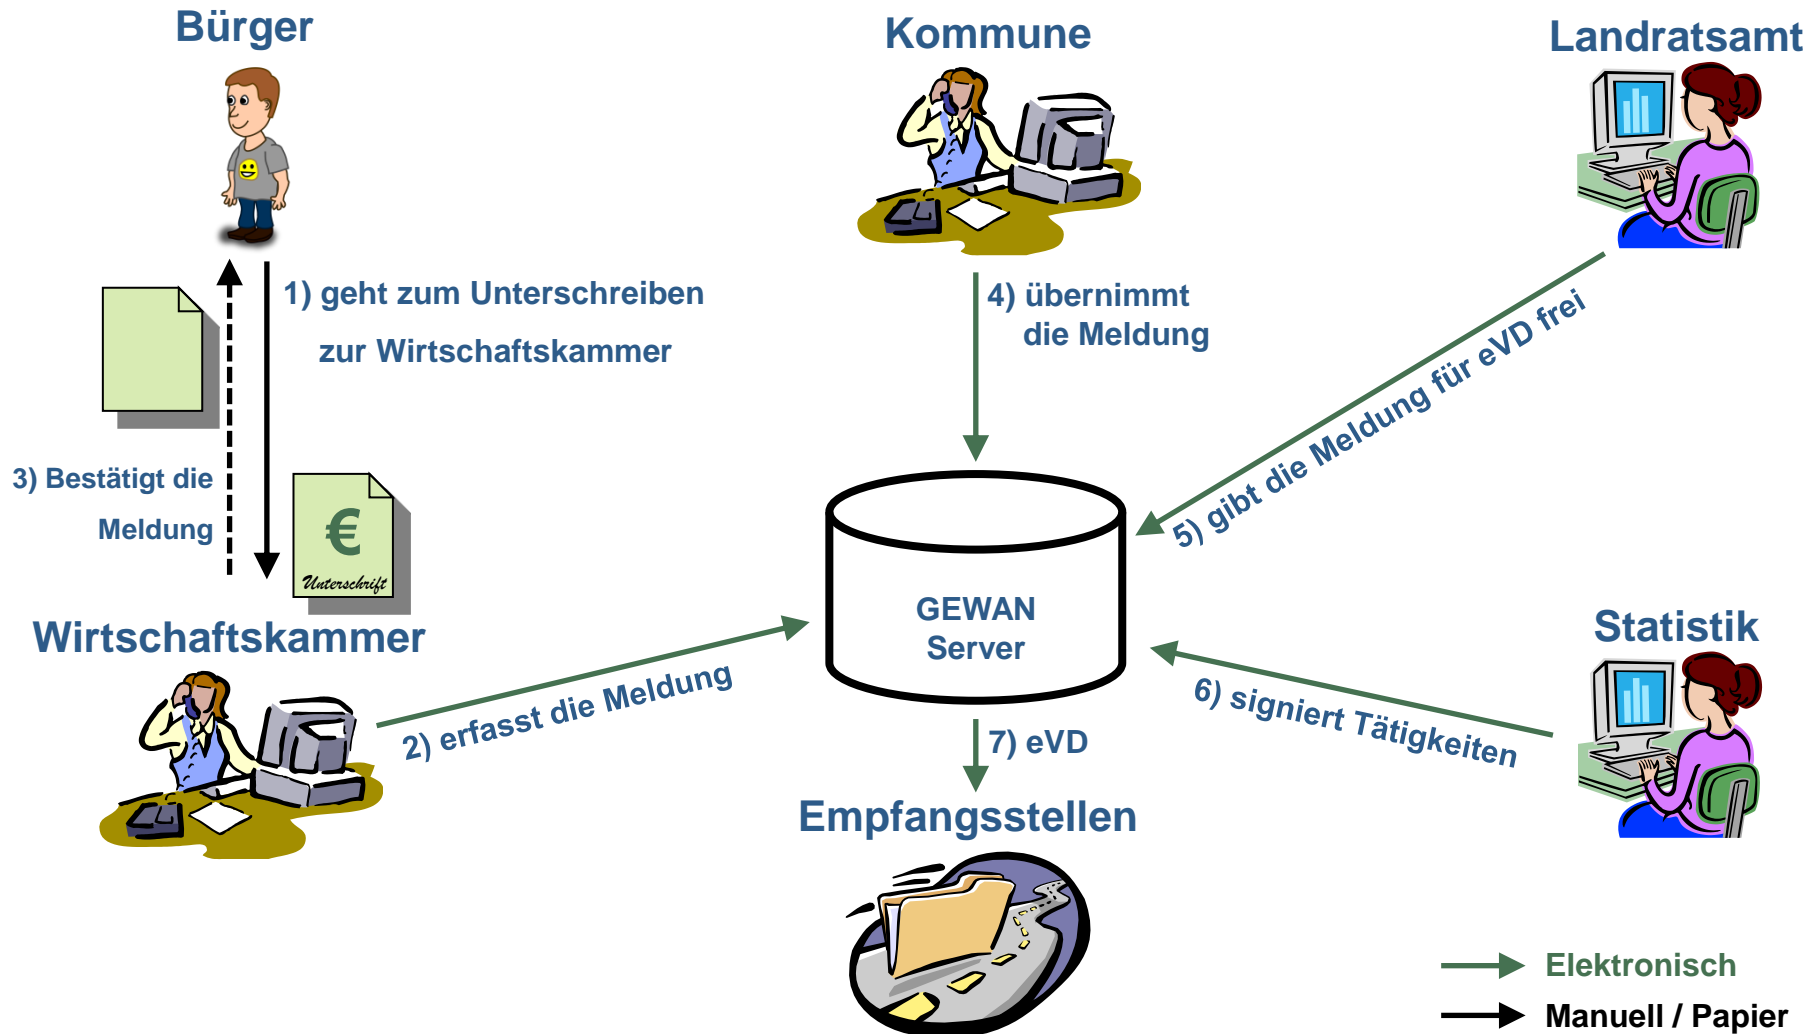 Bürger
Kommune
Landratsamt
1) geht zum Unterschreiben
zur Wirtschaftskammer
4) übernimmt
die Meldung
5) gibt die Meldung für eVD frei
3) Bestätigt die
Meldung
€
Unterschrift
Wirtschaftskammer
2) erfasst die Meldung
GEWAN
Server
Statistik
6) signiert Tätigkeiten
7) eVD
Empfangsstellen
Elektronisch
Manuell / Papier